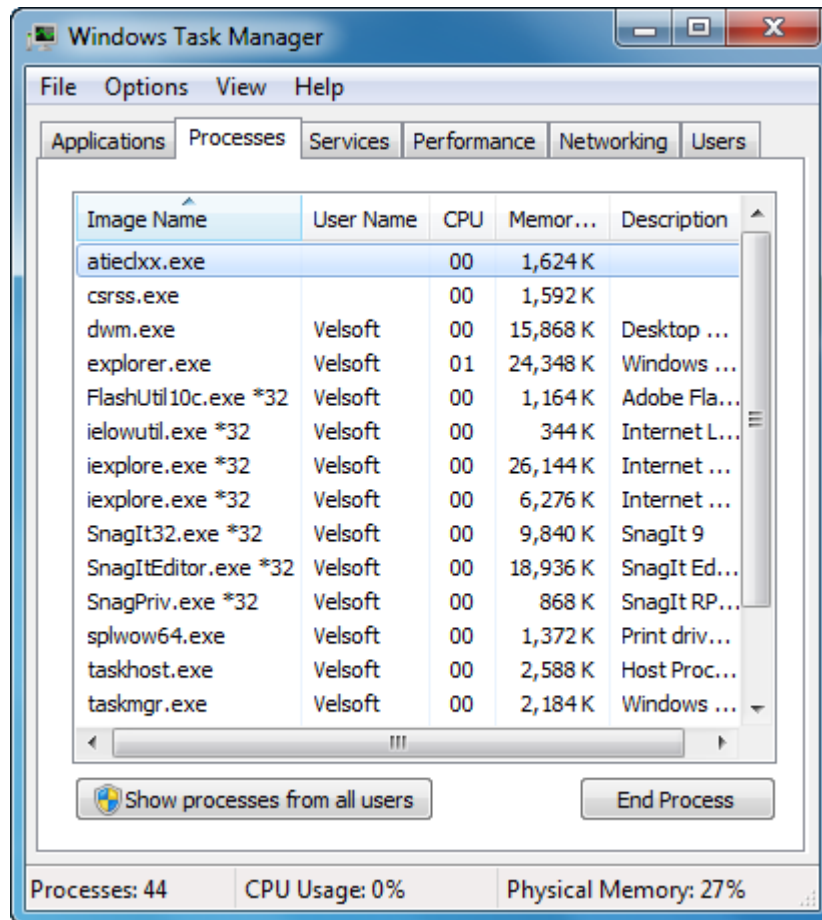 Windows Task Manager
File Options View Help
Applications Processes Services Performance Networking Users
Image Name User Name CPU Memor... Description
atieclxx.exe 00 1,624 K
csrss.exe 00 1,592 K
dwm.exe Velsoft 00 15,868 K Desktop ...
explorer.exe Velsoft 01 24,348 K Windows ...
FlashUtil10c.exe *32 Velsoft 00 1,164 K Adobe Fla...
ielowutil.exe *32 Velsoft 00 344 K Internet L...
iexplore.exe *32 Velsoft 00 26,144 K Internet ...
iexplore.exe *32 Velsoft 00 6,276 K Internet ...
SnagIt32.exe *32 Velsoft 00 9,840 K SnagIt 9
SnagItEditor.exe *32 Velsoft 00 18,936 K SnagIt Ed...
SnagPriv.exe *32 Velsoft 00 868 K SnagIt RP...
splwow64.exe Velsoft 00 1,372 K Print driv...
taskhost.exe Velsoft 00 2,588 K Host Proc...
taskmgr.exe Velsoft 00 2,184 K Windows ...
Show processes from all users End Process
Processes: 44 CPU Usage: 0% Physical Memory: 27%